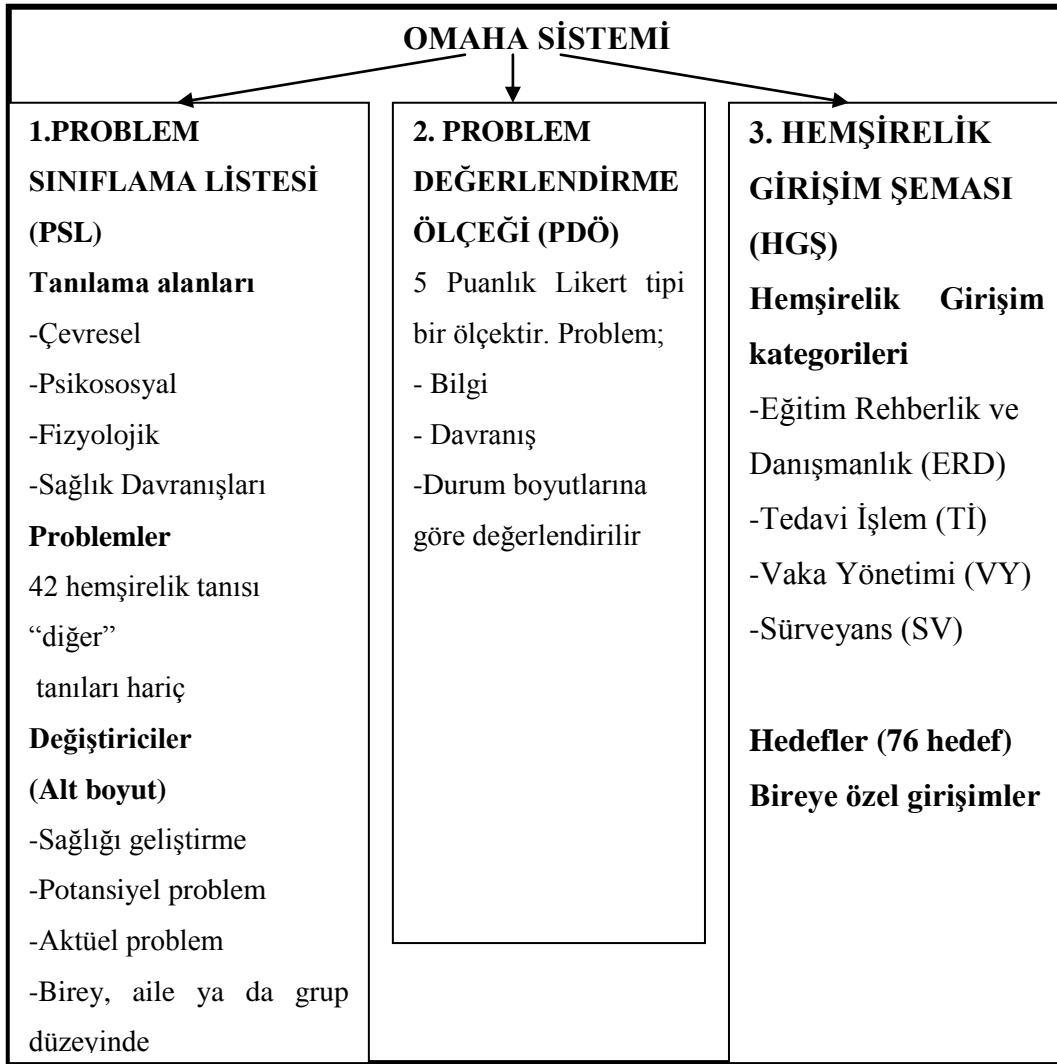 OMAHA SİSTEMİ
1.PROBLEM
SINIFLAMA LİSTESİ
(PSL)
Tanılama alanları
-Çevresel
-Psikososyal
-Fizyolojik
-Sağlık Davranışları
Problemler
42 hemşirelik tanısı
“diğer”
tanıları hariç
Değiştiriciler
(Alt boyut)
-Sağlığı geliştirme
-Potansiyel problem
-Aktüel problem
-Birey, aile ya da grup
düzeyinde
2. PROBLEM
DEĞERLENDİRME
ÖLÇEĞİ (PDÖ)
5 Puanlık Likert tipi
bir ölçektir. Problem;
- Bilgi
- Davranış
-Durum boyutlarına
göre değerlendirilir
3. HEMŞİRELİK
GİRİŞİM ŞEMASI
(HGŞ)
Hemşirelik Girişim
kategorileri
-Eğitim Rehberlik ve
Danışmanlık (ERD)
-Tedavi İşlem (Tİ)
-Vaka Yönetimi (VY)
-Sürveyans (SV)
Hedefler (76 hedef)
Bireye özel girişimler